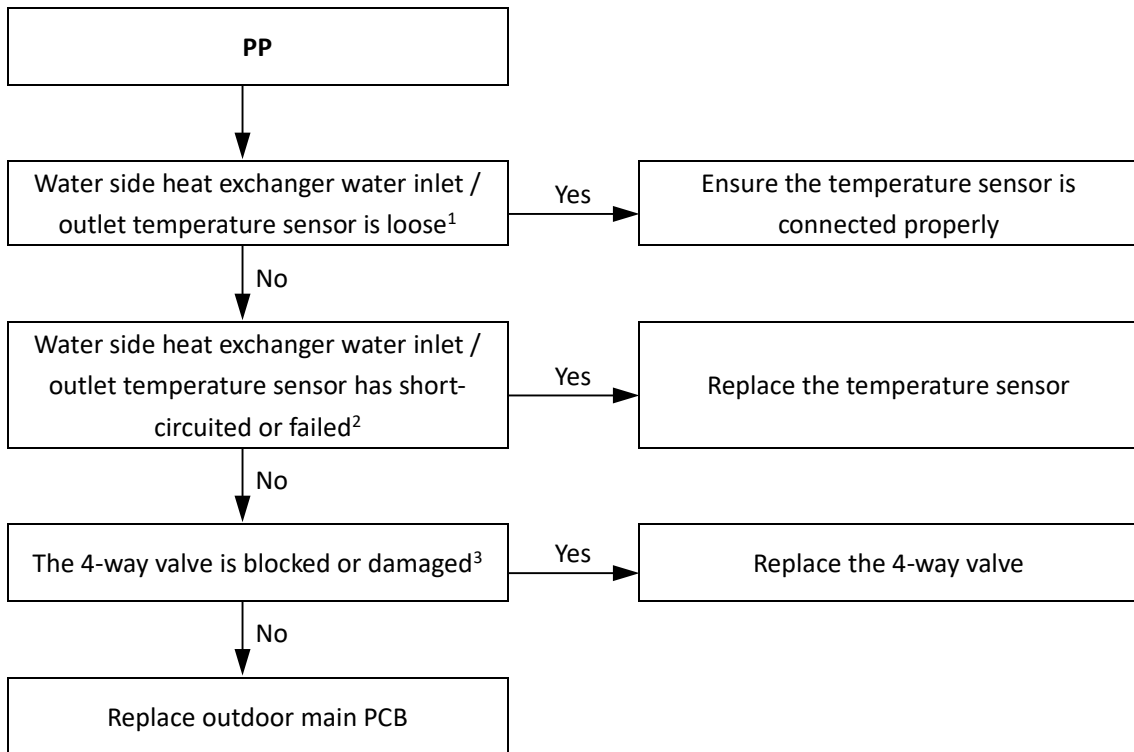 PP
Water side heat exchanger water inlet /
outlet temperature sensor is loose¹
Yes
Ensure the temperature sensor is
connected properly
No
Water side heat exchanger water inlet /
outlet temperature sensor has short-
circuited or failed²
Yes
Replace the temperature sensor
No
The 4-way valve is blocked or damaged³
Yes
Replace the 4-way valve
No
Replace outdoor main PCB